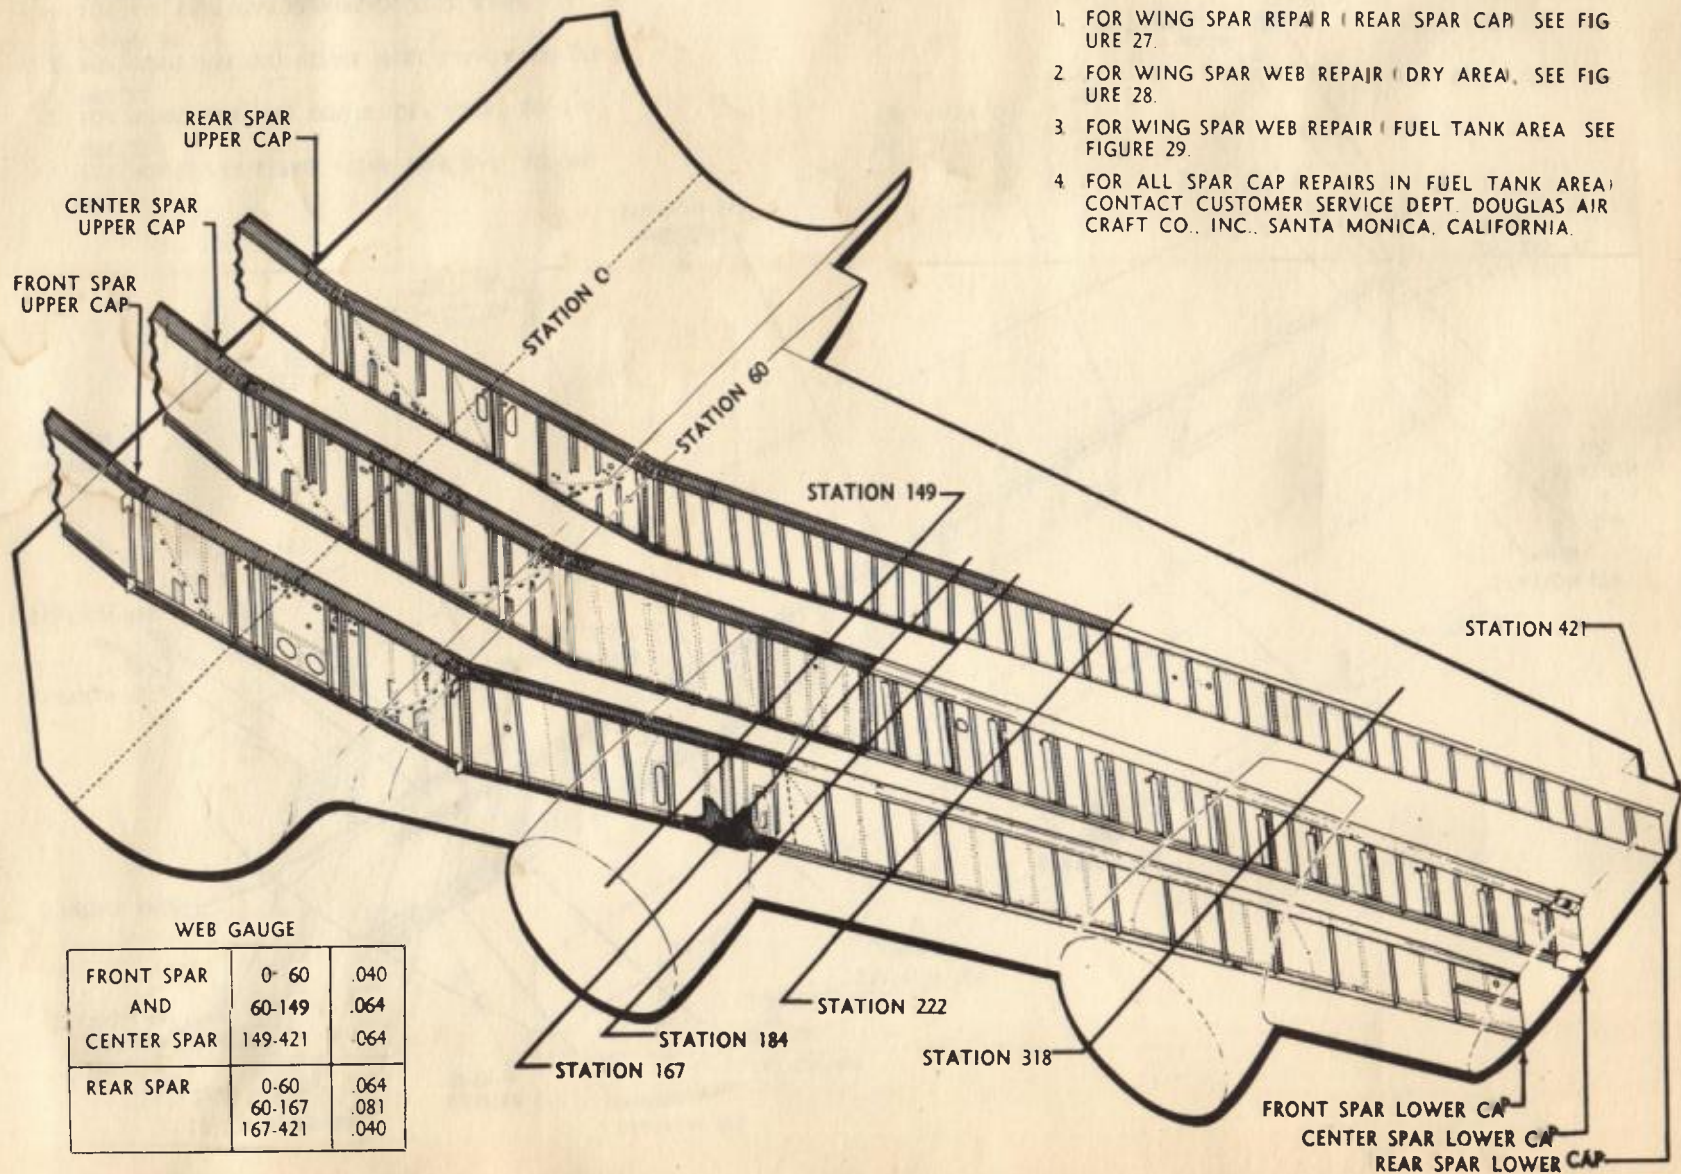 1. FOR WING SPAR REPAIR (REAR SPAR CAP) SEE FIG
URE 27.
2. FOR WING SPAR WEB REPAIR (DRY AREA). SEE FIG
URE 28.
3. FOR WING SPAR WEB REPAIR (FUEL TANK AREA SEE
FIGURE 29.
4. FOR ALL SPAR CAP REPAIRS IN FUEL TANK AREA)
CONTACT CUSTOMER SERVICE DEPT. DOUGLAS AIR
CRAFT CO., INC., SANTA MONICA, CALIFORNIA.
REAR SPAR
UPPER CAP
CENTER SPAR
UPPER CAP
FRONT SPAR
UPPER CAP
STATION 0
STATION 60
STATION 149
STATION 421
STATION 222
STATION 184
STATION 167
STATION 318
FRONT SPAR LOWER CAP
CENTER SPAR LOWER CAP
REAR SPAR LOWER CAP
WEB GAUGE
FRONT SPAR 0-60 .040
AND 60-149 .064
CENTER SPAR 149-421 .064
REAR SPAR 0-60 .064
60-167 .081
167-421 .040